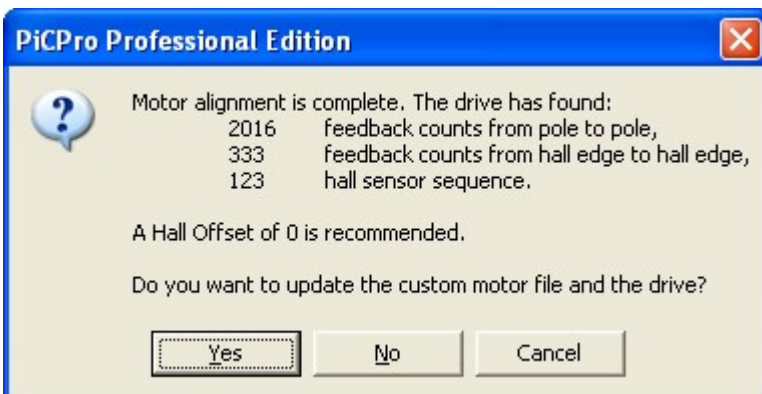 PiCPro Professional Edition
Motor alignment is complete. The drive has found:
2016 feedback counts from pole to pole,
333 feedback counts from hall edge to hall edge,
123 hall sensor sequence.
A Hall Offset of 0 is recommended.
Do you want to update the custom motor file and the drive?
Yes No Cancel